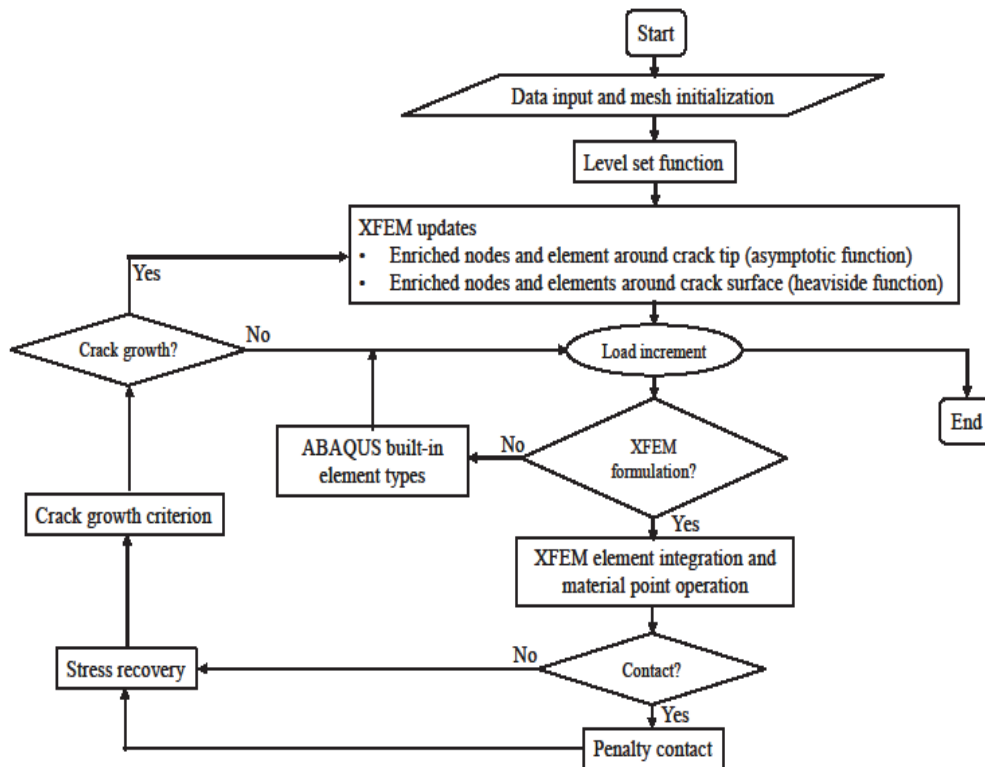 Start
Data input and mesh initialization
Level set function
XFEM updates
• Enriched nodes and element around crack tip (asymptotic function)
• Enriched nodes and elements around crack surface (heaviside function)
Yes
Crack growth?
No
Load increment
End
ABAQUS built-in
element types
No
XFEM
formulation?
Yes
Crack growth criterion
XFEM element integration and
material point operation
Stress recovery
No
Contact?
Yes
Penalty contact